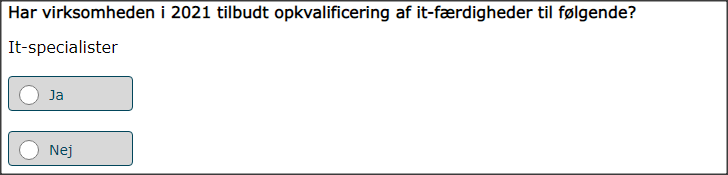 Har virksomheden i 2021 tilbudt opkvalificering af it-færdigheder til følgende?
It-specialister
Ja
Nej